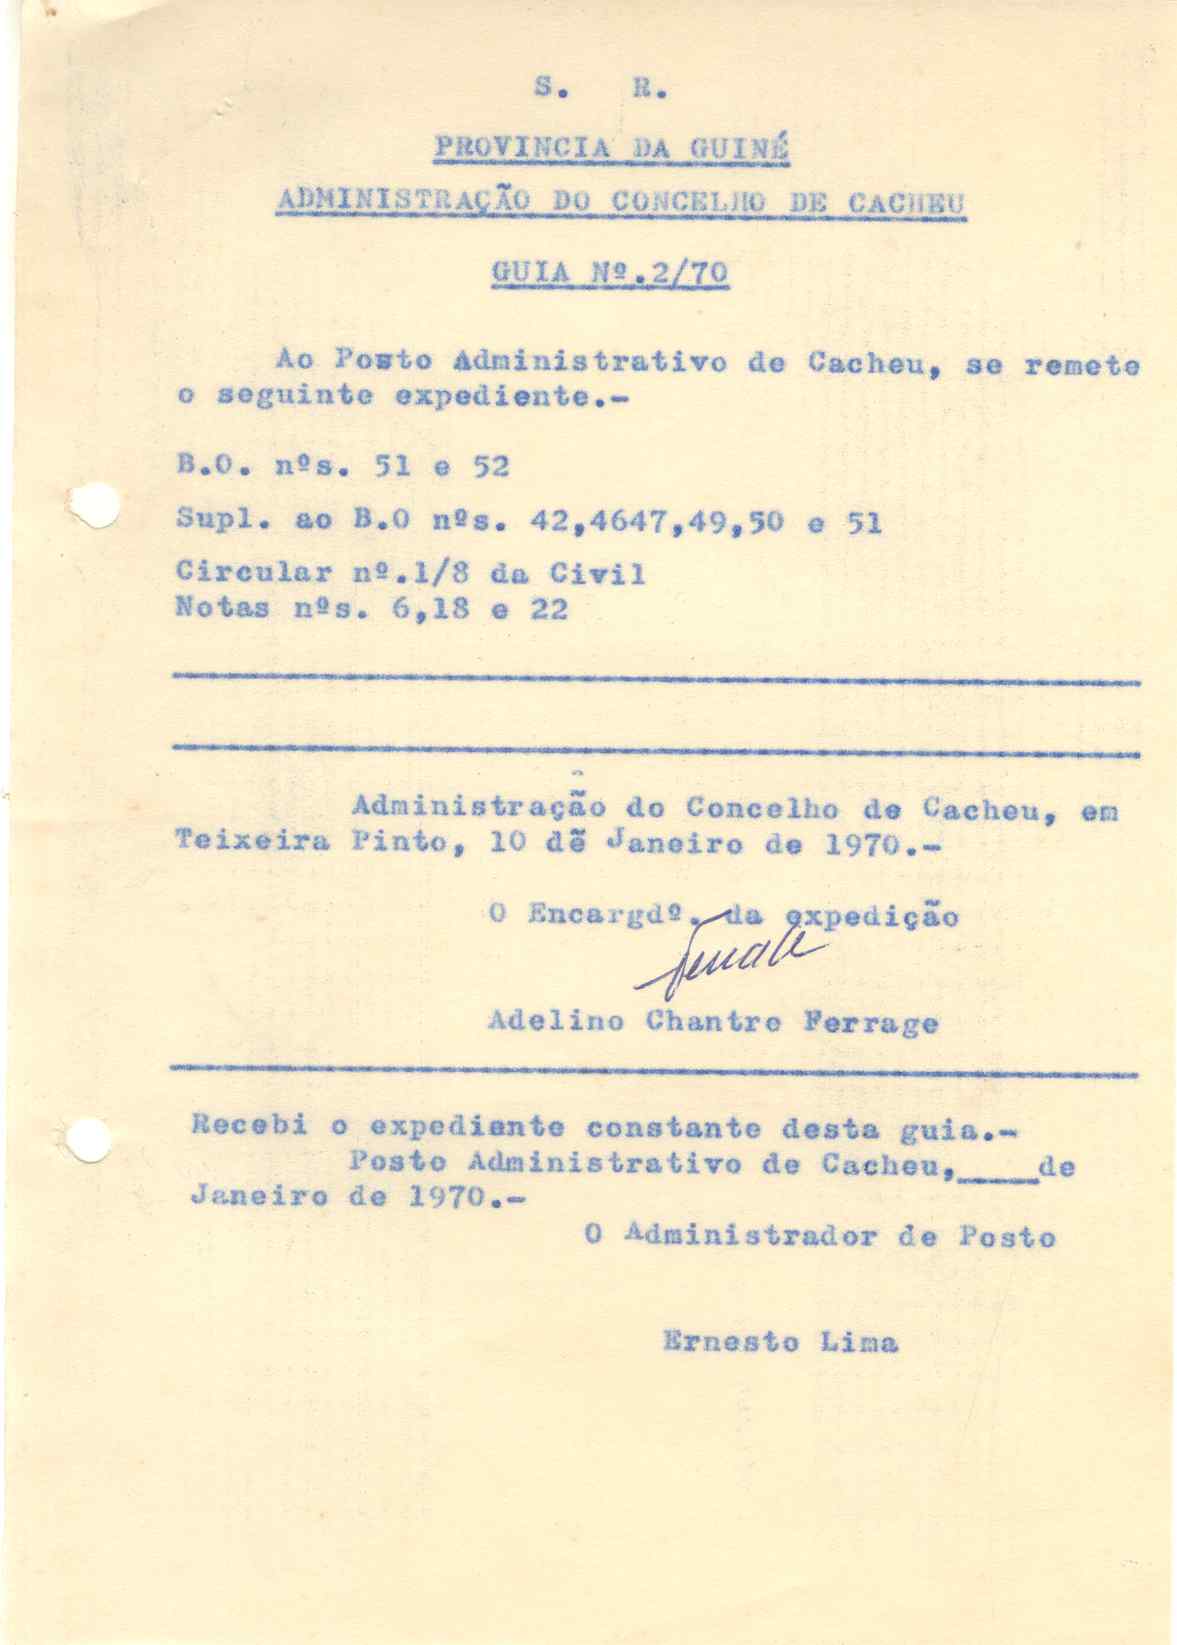 S. R.
PROVINCIA DA GUINÉ
ADMINISTRAÇÃO DO CONCELHO DE CACHEU
GUIA Nº.2/70
Ao Posto Administrativo de Cacheu, se remete
o seguinte expediente.-
B.O. nºs. 51 e 52
Supl. ao B.O nºs. 42,4647,49,50 e 51
Circular nº.1/8 da Civil
Notas nºs. 6,18 e 22
Administração do Concelho de Cacheu, em
Teixeira Pinto, 10 dẽ Janeiro de 1970.-
O Encargdº. da expedição
Adelino Chantre Ferrage
Recebi o expediente constante desta guia.-
Posto Administrativo de Cacheu,____de
Janeiro de 1970.-
O Administrador de Posto
Ernesto Lima